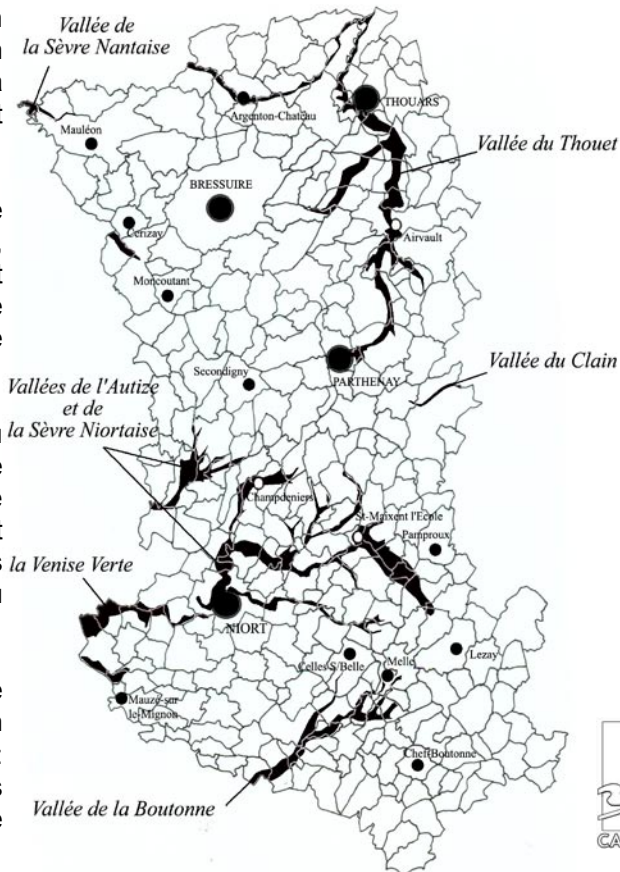 Vallée de
la Sèvre Nantaise
THOUARS
Argenton-Chateau
Mauléon
Vallée du Thouet
BRESSUIRE
Cerizay
Airvault
Moncoutant
Secondigny
PARTHENAY
Vallée du Clain
Vallées de l'Autize
et de
la Sèvre Niortaise
Champdeniers
St-Maixent l'Ecole
Pamproux
la Venise Verte
NIORT
Celles S/Belle
Melle
Lezay
Mauzé-sur
le-Mignon
Chef-Boutonne
Vallée de la Boutonne